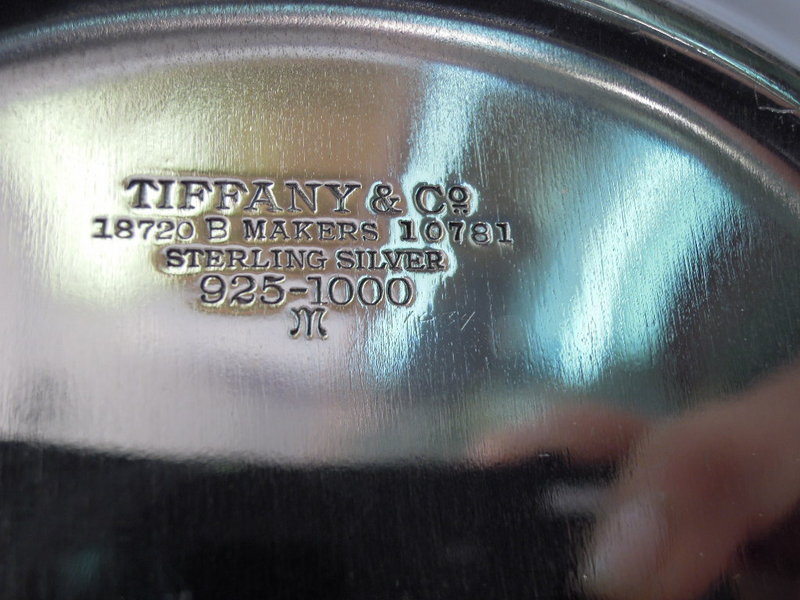 TIFFANY & Cº
18720 B MAKERS 10781
STERLING SILVER
925-1000
M